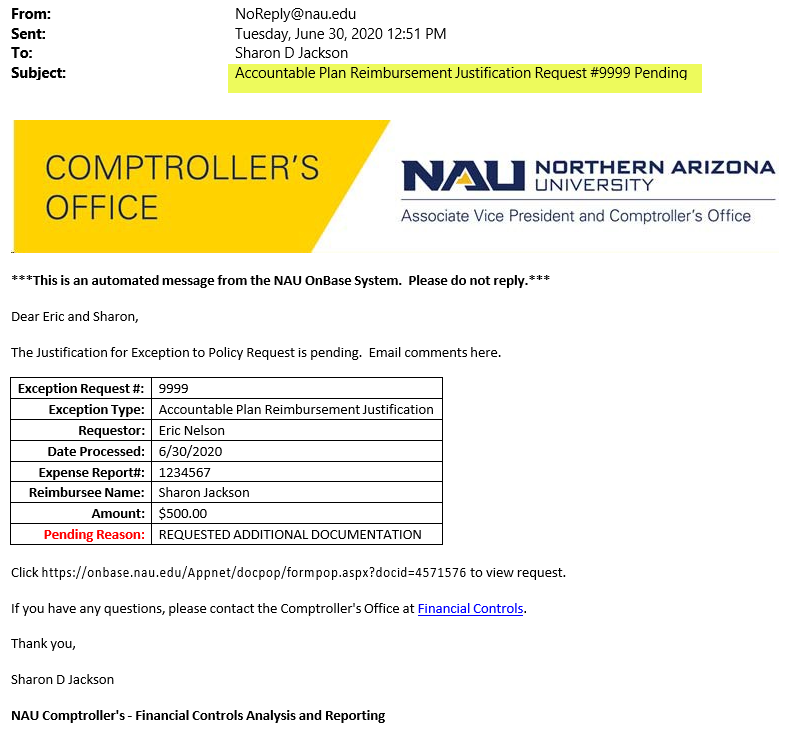 From: NoReply@nau.edu
Sent: Tuesday, June 30, 2020 12:51 PM
To: Sharon D Jackson
Subject: Accountable Plan Reimbursement Justification Request #9999 Pending
COMPTROLLER'S
OFFICE
NAU NORTHERN ARIZONA
UNIVERSITY
Associate Vice President and Comptroller's Office
***This is an automated message from the NAU OnBase System.  Please do not reply.***
Dear Eric and Sharon,
The Justification for Exception to Policy Request is pending.  Email comments here.
Exception Request #: 9999
Exception Type: Accountable Plan Reimbursement Justification
Requestor: Eric Nelson
Date Processed: 6/30/2020
Expense Report#: 1234567
Reimbursee Name: Sharon Jackson
Amount: $500.00
Pending Reason: REQUESTED ADDITIONAL DOCUMENTATION
Click https://onbase.nau.edu/Appnet/docpop/formpop.aspx?docid=4571576 to view request.
If you have any questions, please contact the Comptroller's Office at Financial Controls.
Thank you,
Sharon D Jackson
NAU Comptroller's - Financial Controls Analysis and Reporting